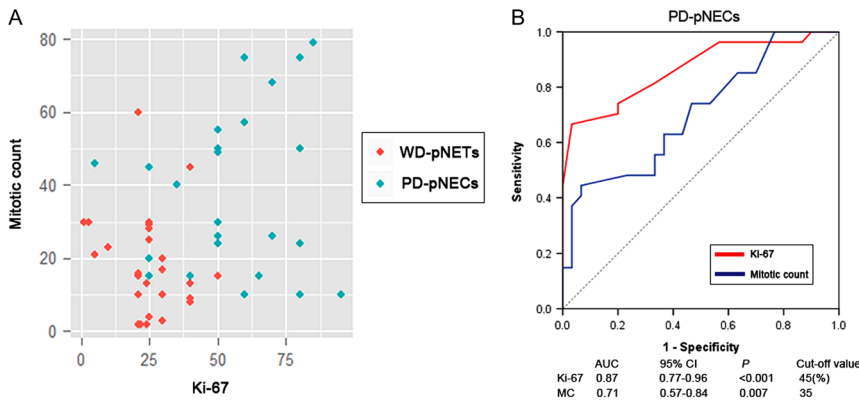 A
80
60
40
20
0
Mitotic count
0
25
50
75
Ki-67
WD-pNETs
PD-pNECs
B
PD-pNECs
1.0
0.8
0.6
0.4
0.2
0.0
Sensitivity
Ki-67
Mitotic count
0.0
0.2
0.4
0.6
0.8
1.0
1 - Specificity
AUC 95% CI P Cut-off value
Ki-67 0.87 0.77-0.96 <0.001 45(%)
MC 0.71 0.57-0.84 0.007 35